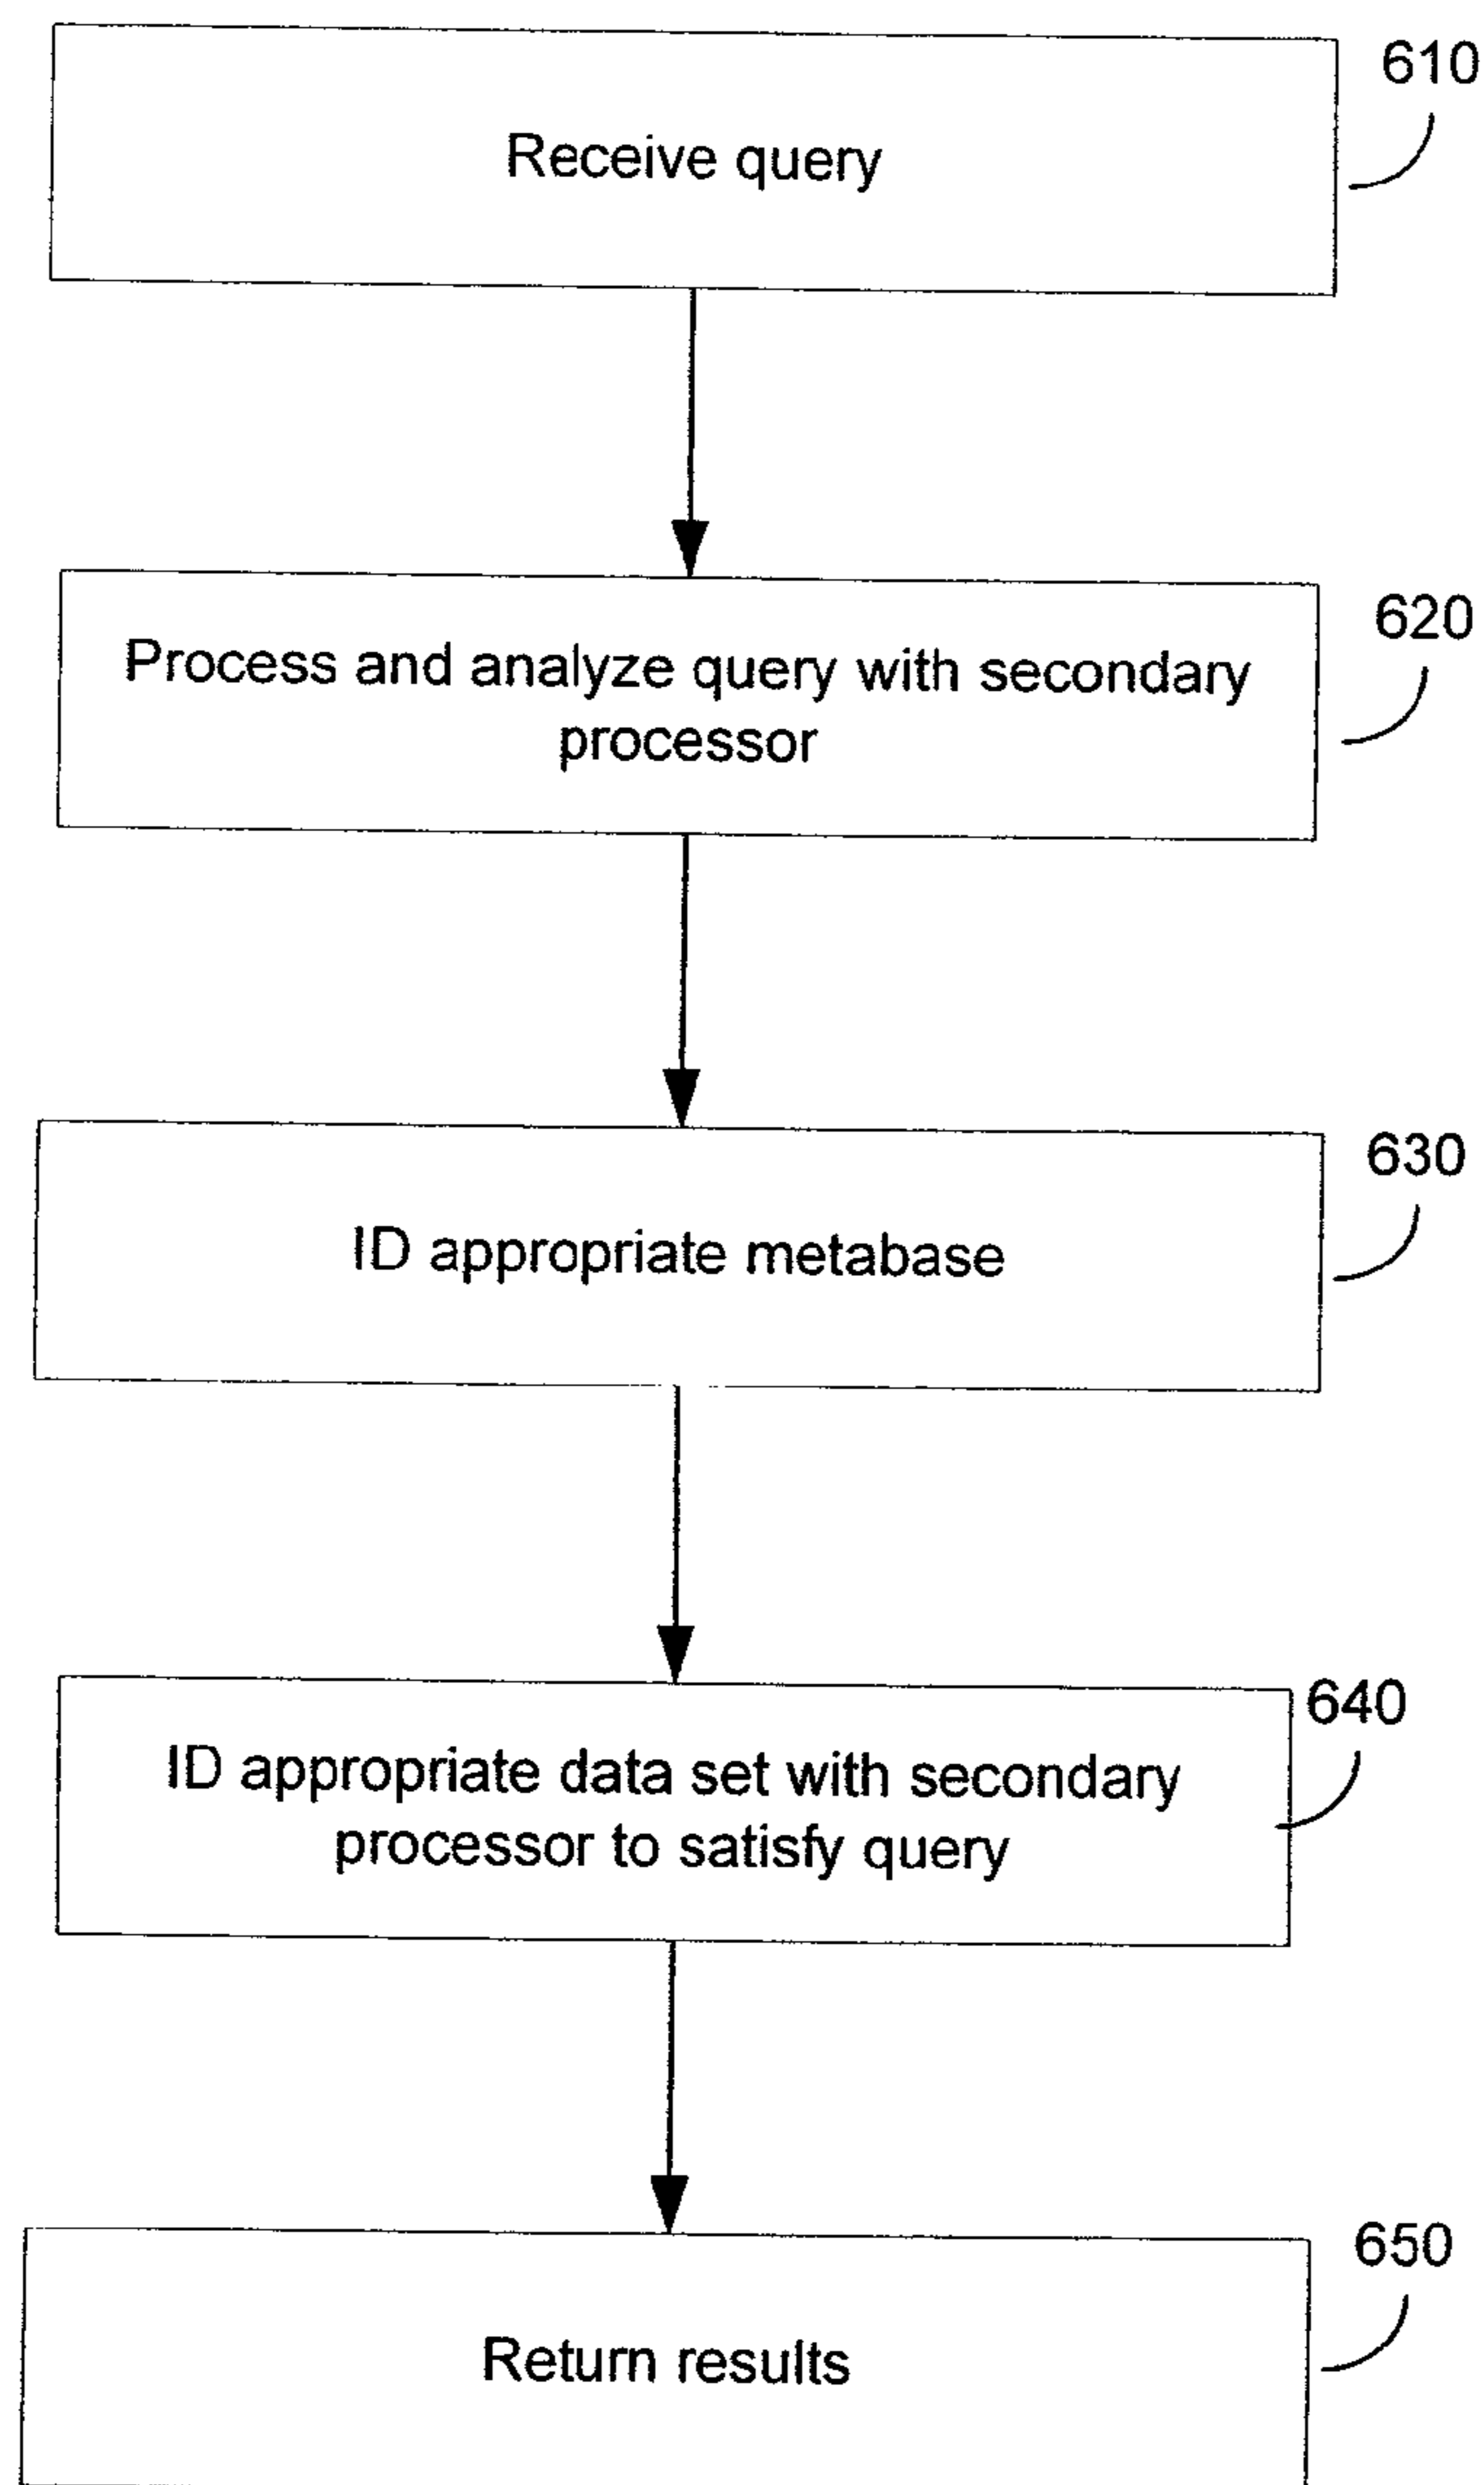 610
Receive query
620
Process and analyze query with secondary
processor
630
ID appropriate metabase
640
ID appropriate data set with secondary
processor to satisfy query
650
Return results